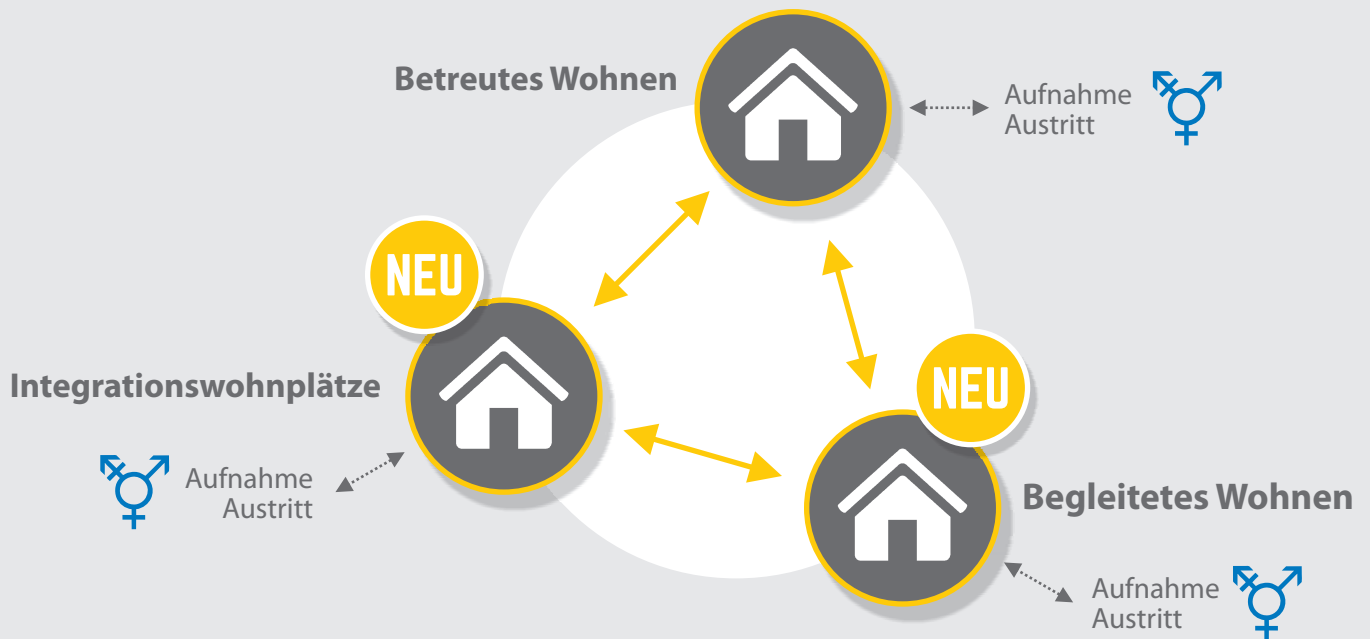 Betreutes Wohnen
Aufnahme
Austritt
NEU
Integrationswohnplätze
NEU
Aufnahme
Austritt
Begleitetes Wohnen
Aufnahme
Austritt